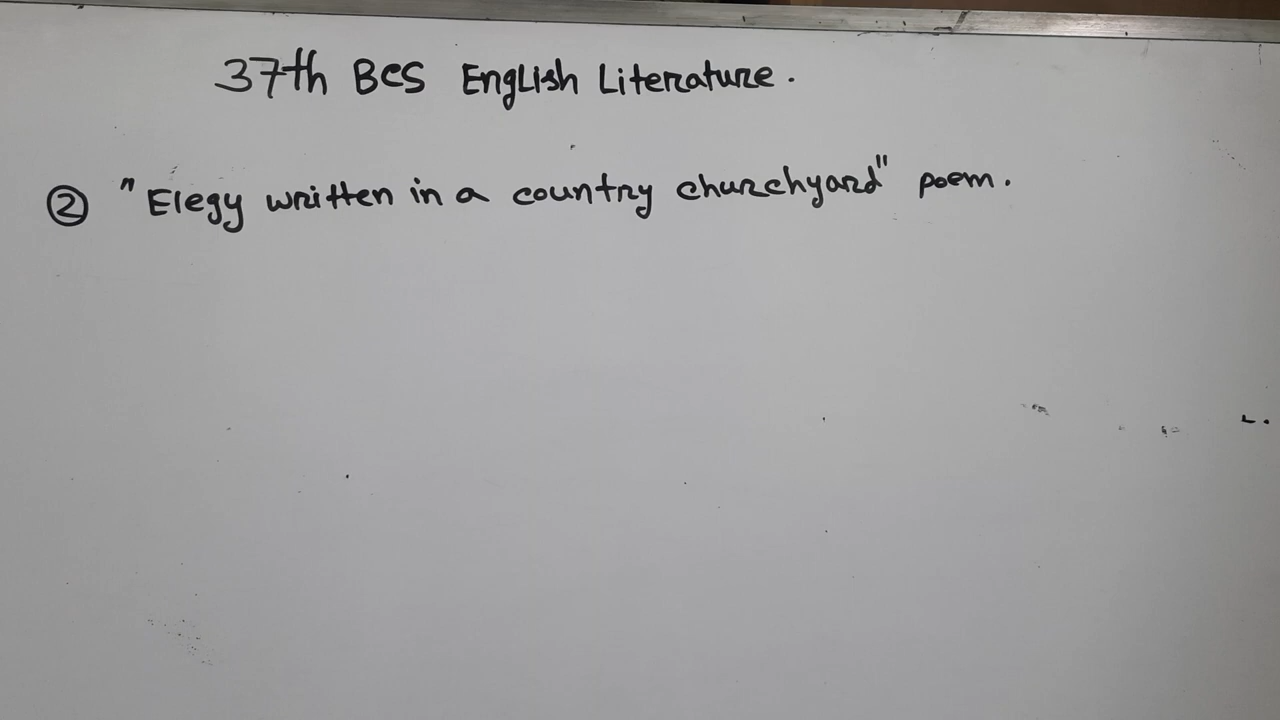 37th BCS English Literature.
② "Elegy written in a country churchyard" poem.